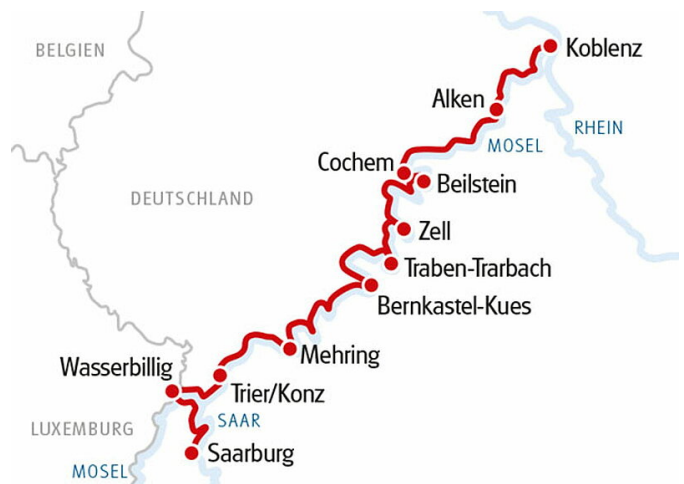 BELGIEN
Koblenz
Alken
RHEIN
MOSEL
Cochem
Beilstein
DEUTSCHLAND
Zell
Traben-Trarbach
Bernkastel-Kues
Mehring
Wasserbillig
Trier/Konz
SAAR
LUXEMBURG
Saarburg
MOSEL